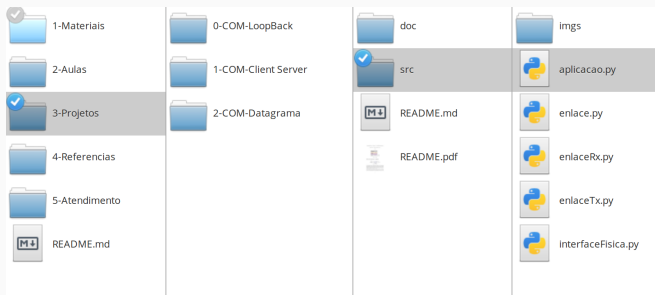 1-Materiais
2-Aulas
3-Projetos
4-Referencias
5-Atendimento
README.md
0-COM-LoopBack
1-COM-Client Server
2-COM-Datagrama
doc
src
README.md
README.pdf
imgs
aplicacao.py
enlace.py
enlaceRx.py
enlaceTx.py
interfaceFisica.py